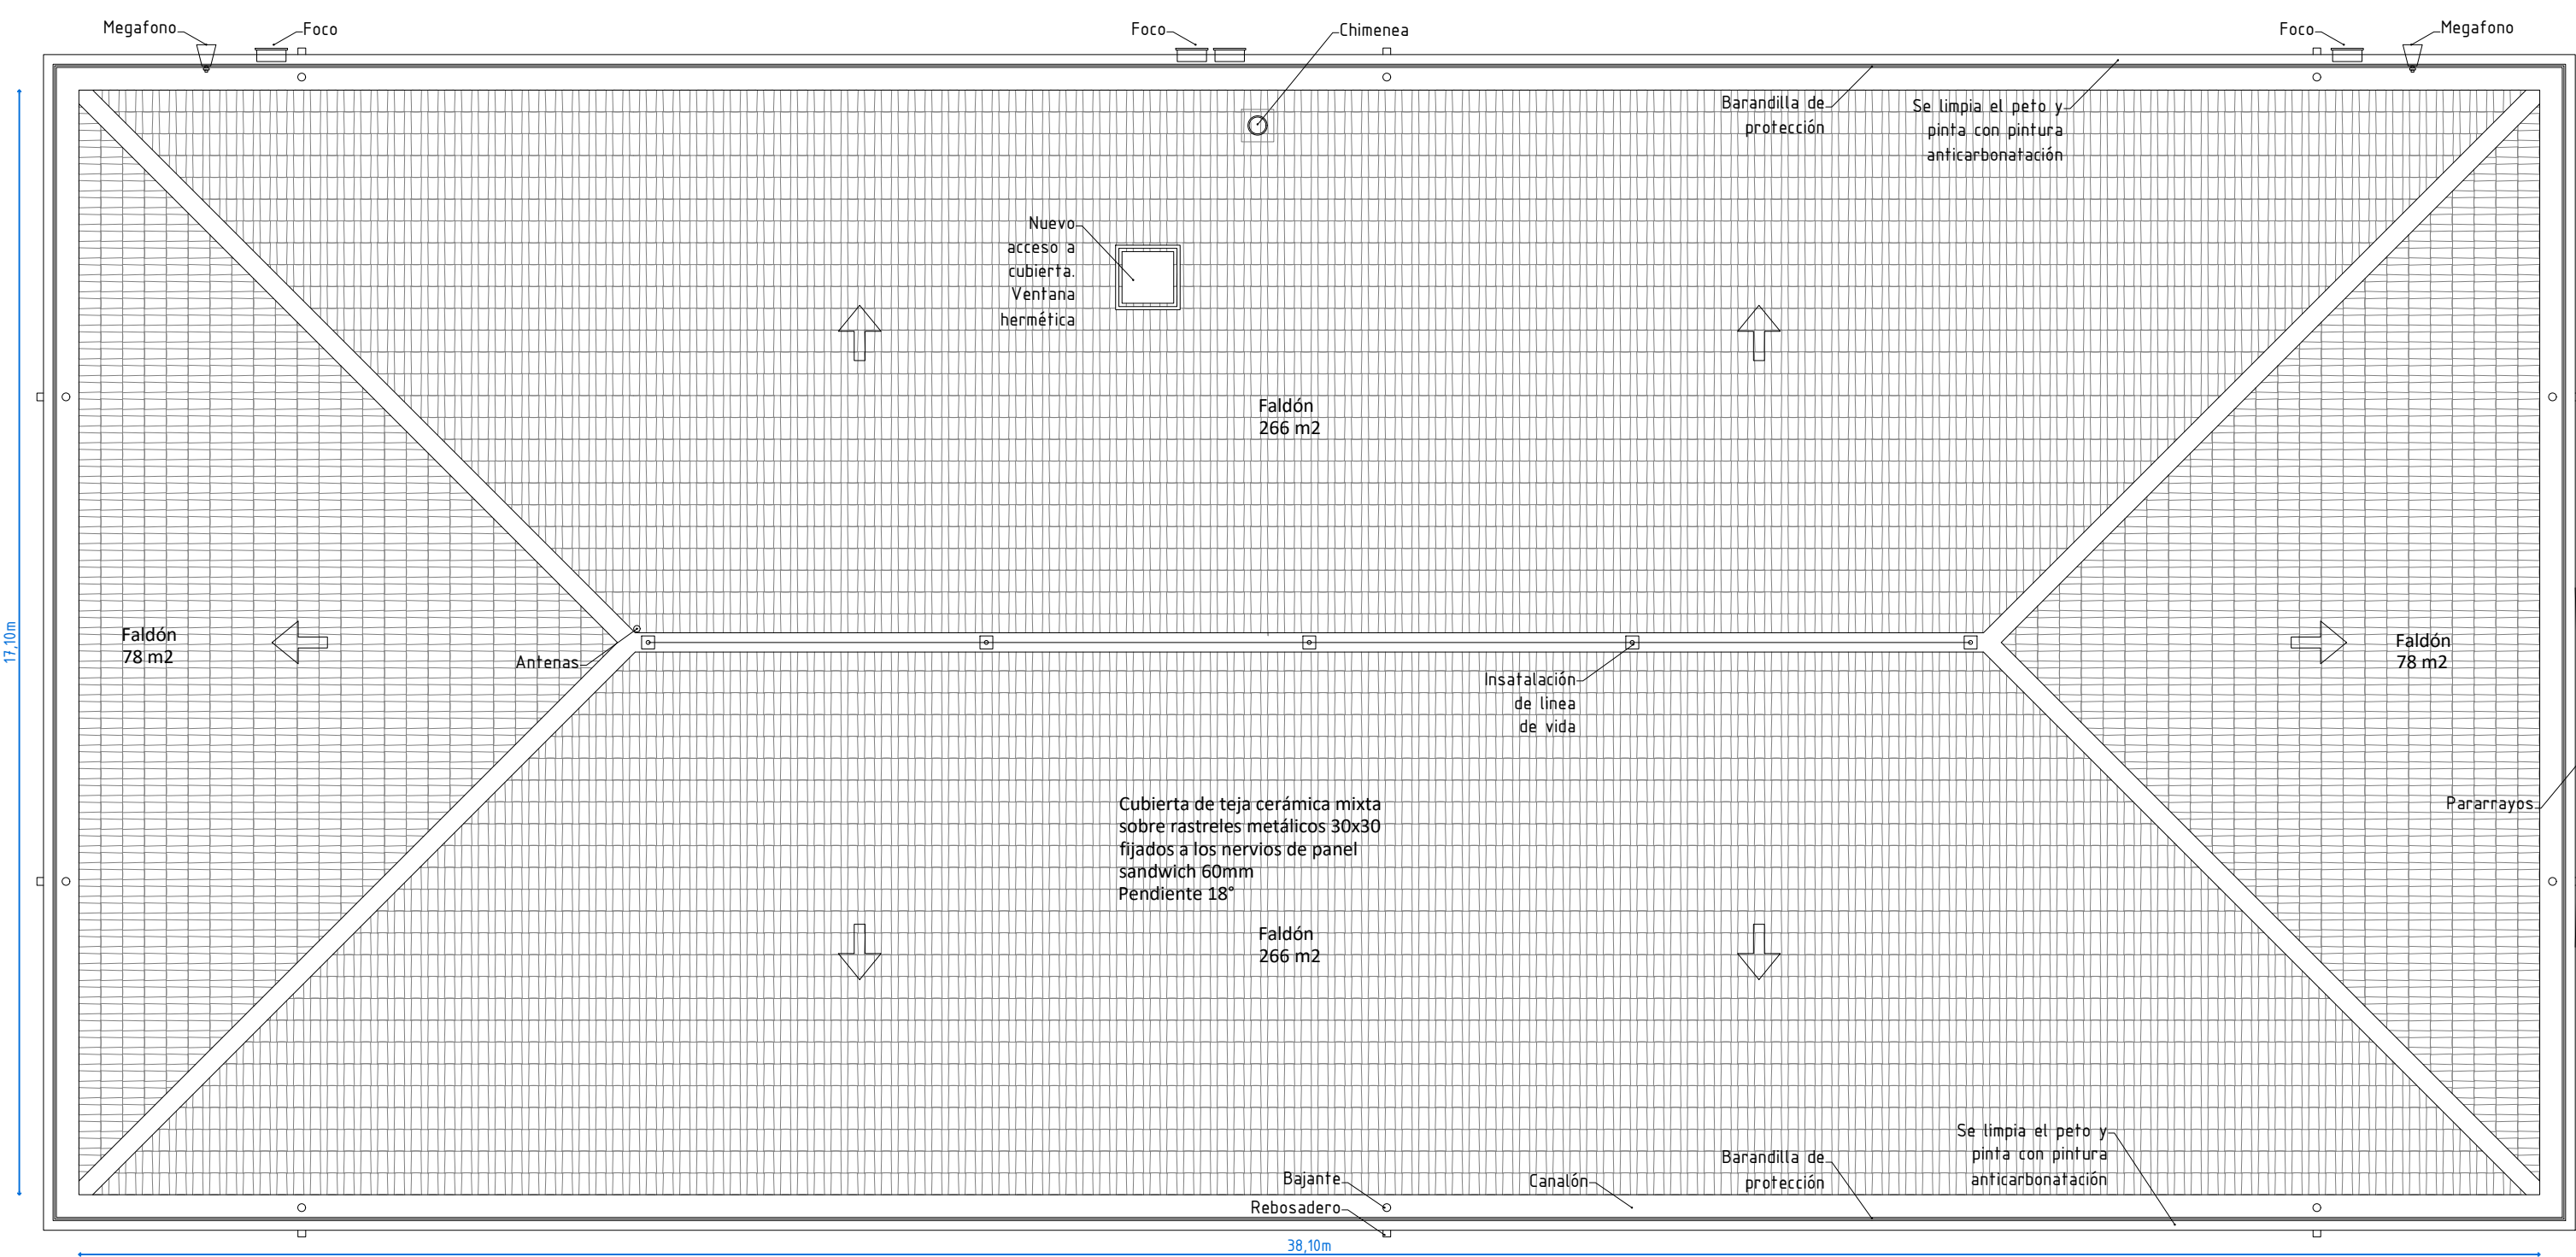 Megafono
Foco
Foco
Chimenea
Foco
Megafono
Barandilla de
protección
Se limpia el peto y
pinta con pintura
anticarbonatación
Nuevo
acceso a
cubierta.
Ventana
hermética
Faldón
266 m2
17,10m
Faldón
78 m2
Antenas
Insatalación
de linea
de vida
Faldón
78 m2
Cubierta de teja cerámica mixta
sobre rastreles metálicos 30x30
fijados a los nervios de panel
sandwich 60mm
Pendiente 18°
Pararrayos
Faldón
266 m2
Bajante
Rebosadero
Canalón
Barandilla de
protección
Se limpia el peto y
pinta con pintura
anticarbonatación
38,10m